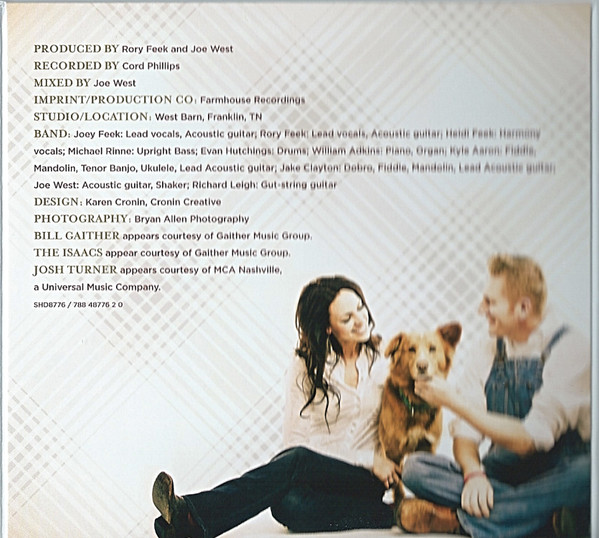 PRODUCED BY Rory Feek and Joe West
RECORDED BY Cord Phillips
MIXED BY Joe West
IMPRINT/PRODUCTION CO: Farmhouse Recordings
STUDIO/LOCATION: West Barn, Franklin, TN
BAND: Joey Feek: Lead vocals, Acoustic guitar; Rory Feek: Lead vocals, Acoustic guitar; Heidi Feek: Harmony
vocals; Michael Rinne: Upright Bass; Evan Hutchings: Drums; William Adkins: Piano, Organ; Kyle Aaron: Fiddle,
Mandolin, Tenor Banjo, Ukulele, Lead Acoustic guitar; Jake Clayton: Dobro, Fiddle, Mandolin, Lead Acoustic guitar;
Joe West: Acoustic guitar, Shaker; Richard Leigh: Gut-string guitar
DESIGN: Karen Cronin, Cronin Creative
PHOTOGRAPHY: Bryan Allen Photography
BILL GAITHER appears courtesy of Gaither Music Group.
THE ISAACS appear courtesy of Gaither Music Group.
JOSH TURNER appears courtesy of MCA Nashville,
a Universal Music Company.
SHD8776 / 788 48776 2 0